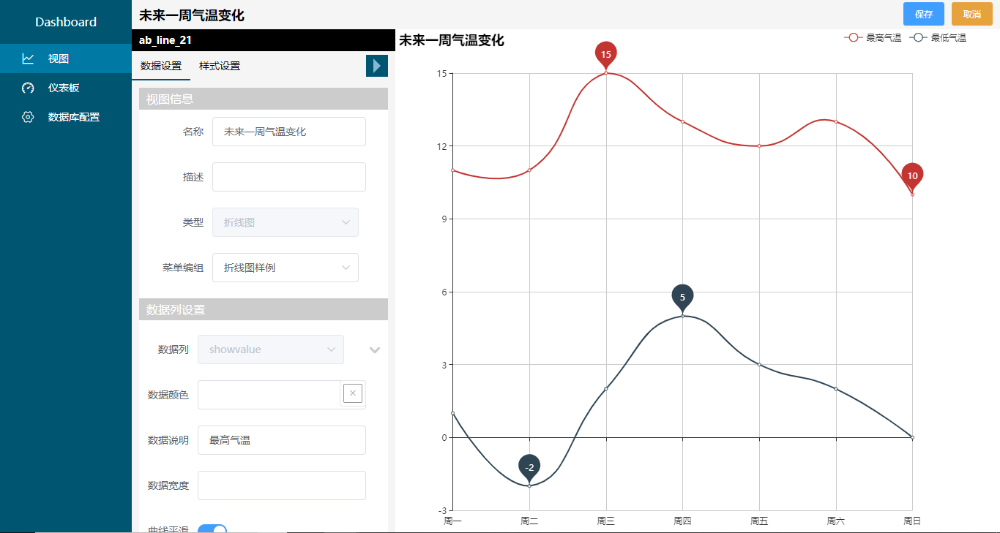 Dashboard
视图
仪表板
数据库配置
未来一周气温变化
保存
取消
ab_line_21
数据设置 样式设置
视图信息
名称 未来一周气温变化
描述
类型 折线图
菜单编组 折线图样例
数据列设置
数据列 showvalue
数据颜色
数据说明 最高气温
数据宽度
曲线平滑
未来一周气温变化
最高气温 最低气温
15
12
9
6
3
0
-3
15
10
5
-2
周一 周二 周三 周四 周五 周六 周日